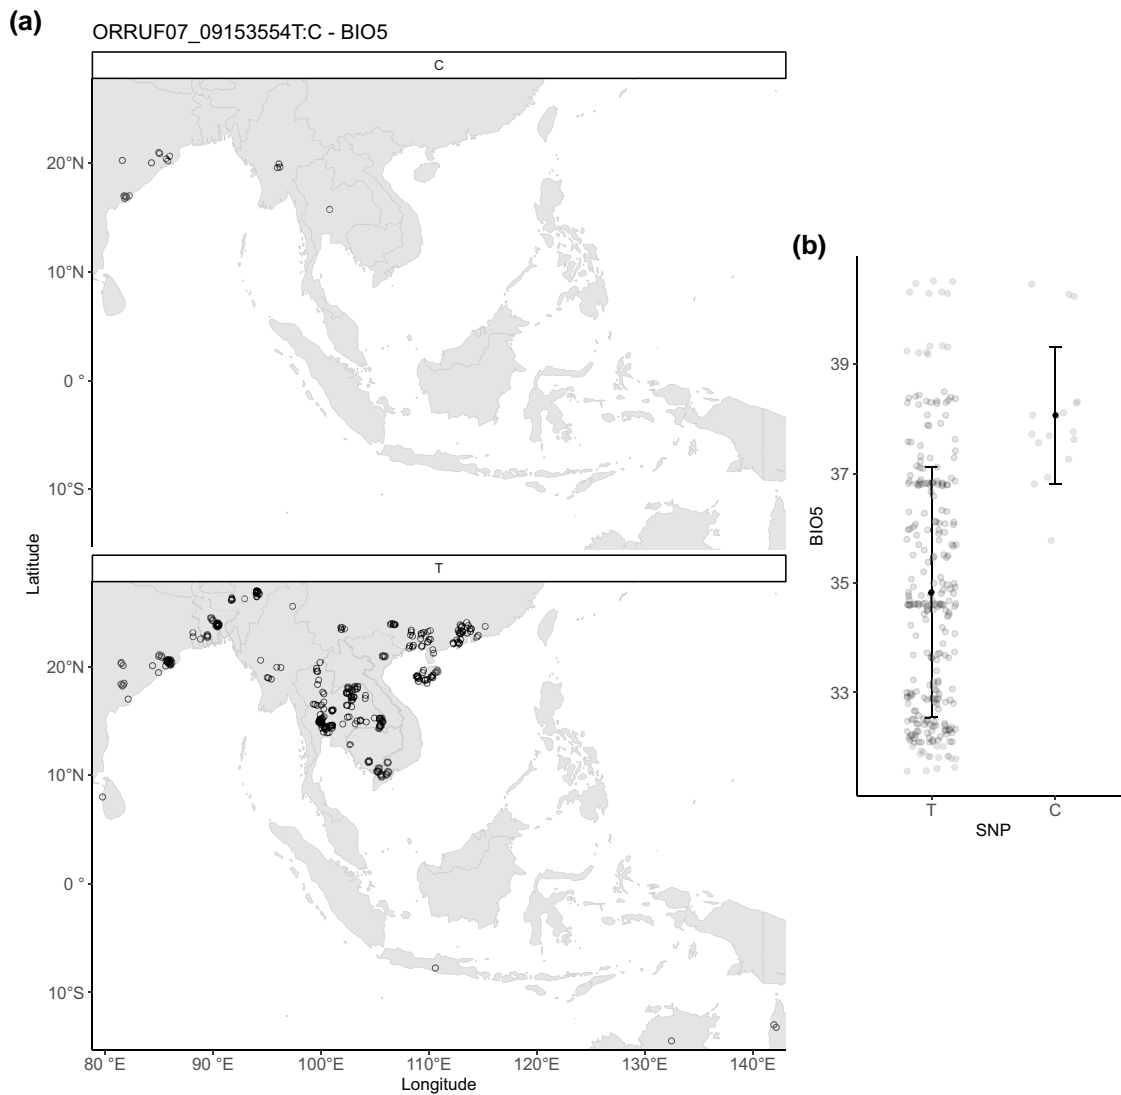 (a)
ORRUF07_09153554T:C - BIO5
C
20°N
10°N
0 °
10°S
Latitude
T
20°N
10°N
0 °
10°S
80 °E 90 °E 100°E 110°E 120°E 130°E 140°E
Longitude
(b)
39
37
35
33
BIO5
T C
SNP